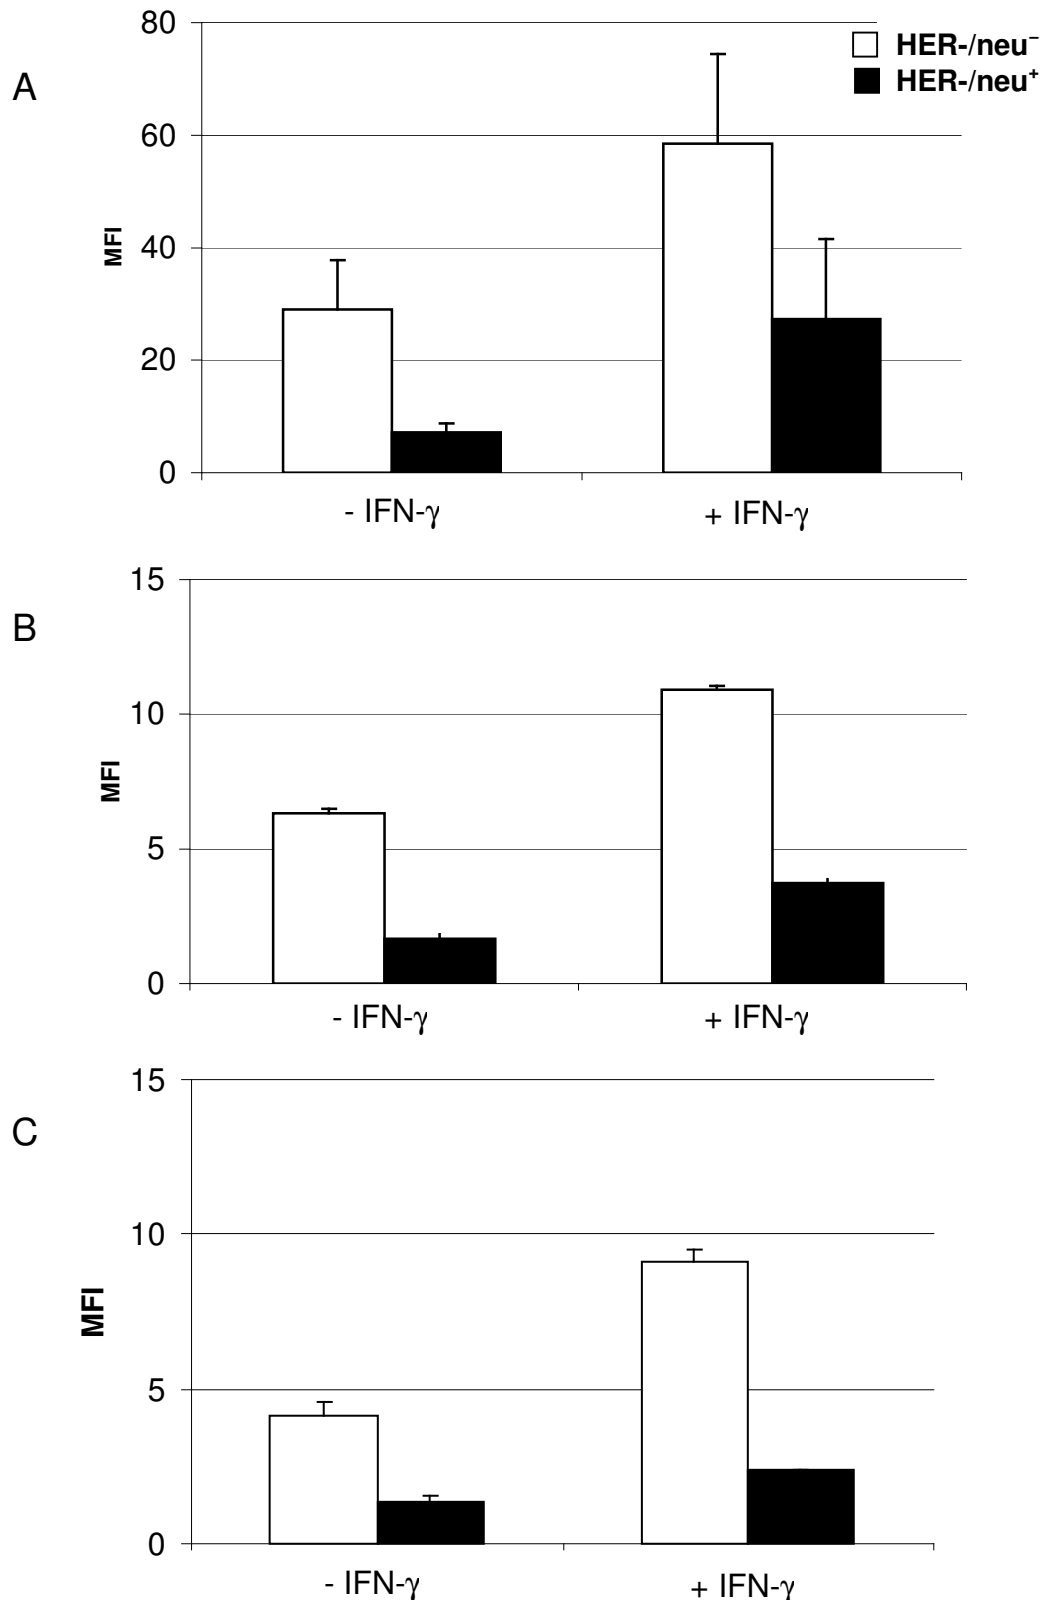 A
80
60
40
20
0
MFI
HER-/neu⁻
HER-/neu⁺
- IFN-γ
+ IFN-γ
B
15
10
5
0
MFI
- IFN-γ
+ IFN-γ
C
15
10
5
0
MFI
- IFN-γ
+ IFN-γ